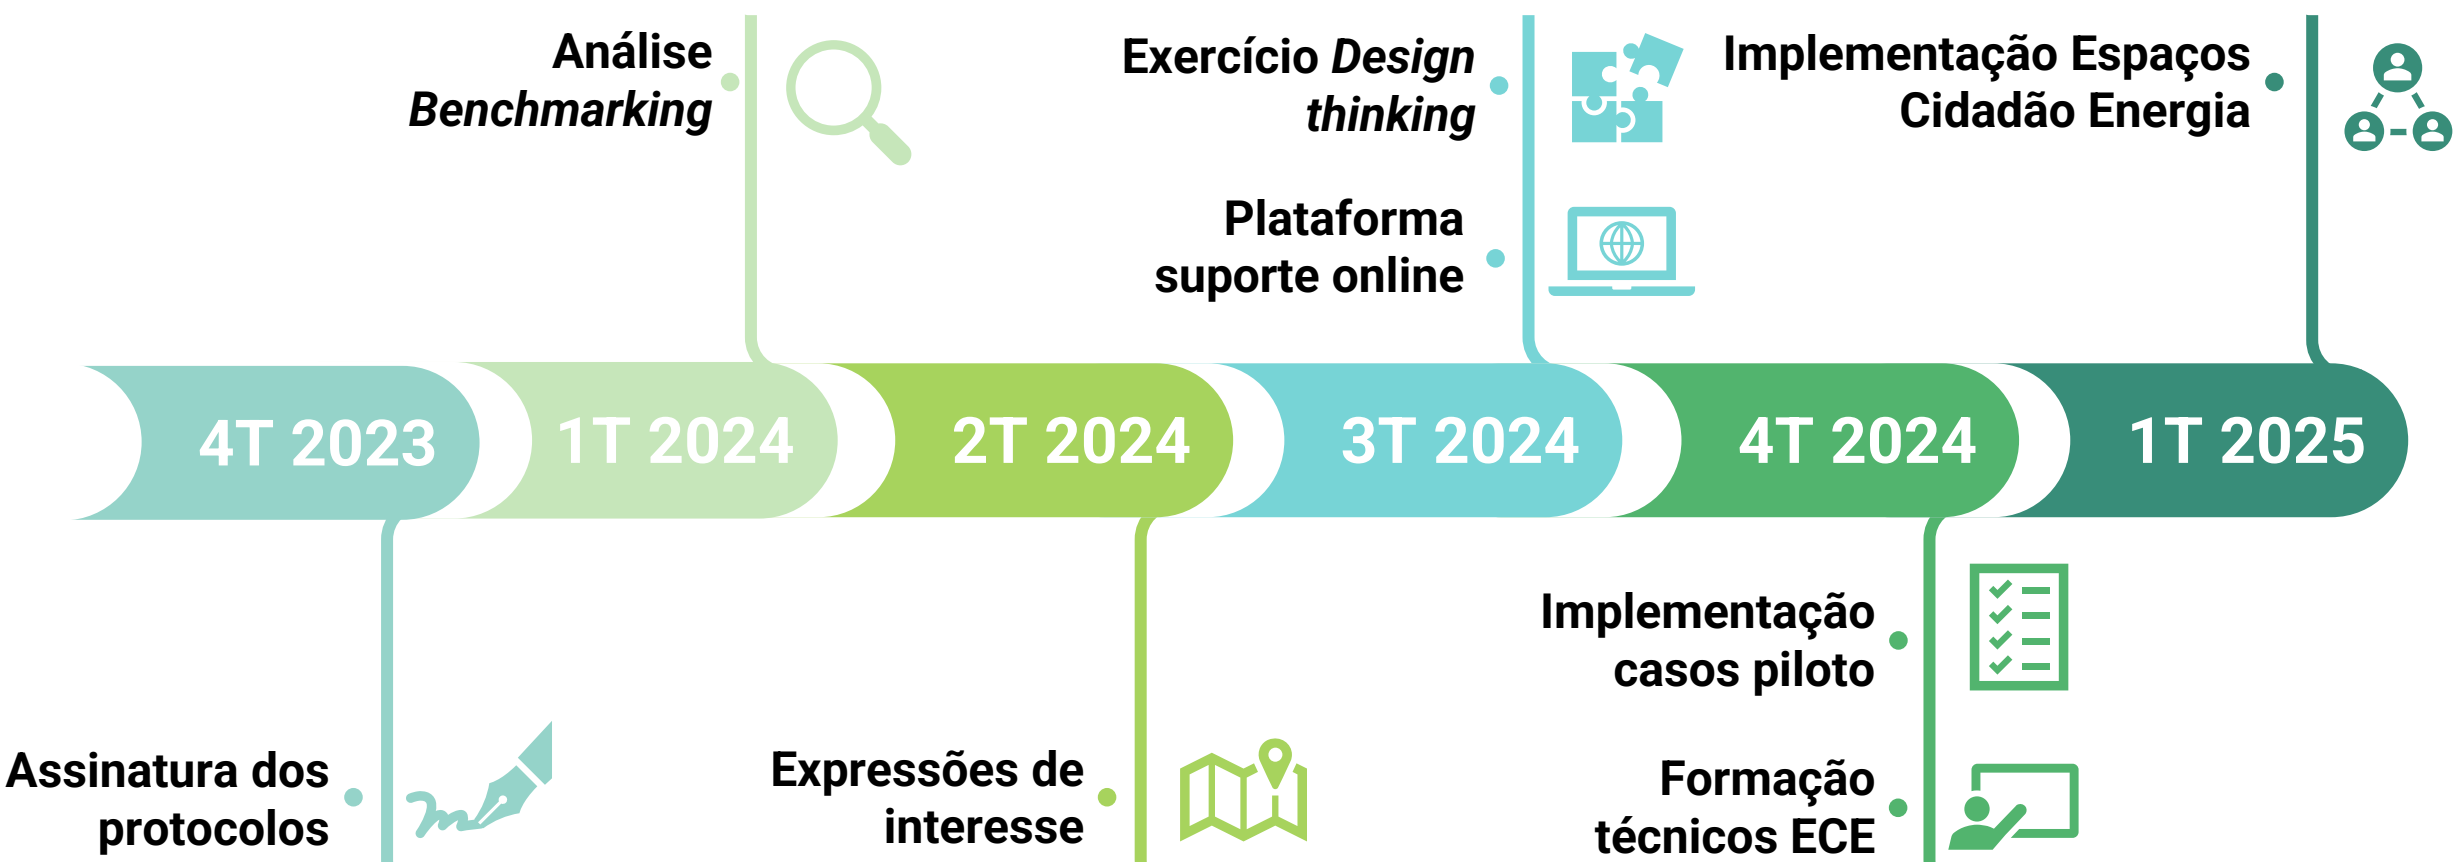 Análise
Benchmarking
Exercício Design
thinking
Plataforma
suporte online
Implementação Espaços
Cidadão Energia
4T 2023
1T 2024
2T 2024
3T 2024
4T 2024
1T 2025
Assinatura dos
protocolos
Expressões de
interesse
Implementação
casos piloto
Formação
técnicos ECE